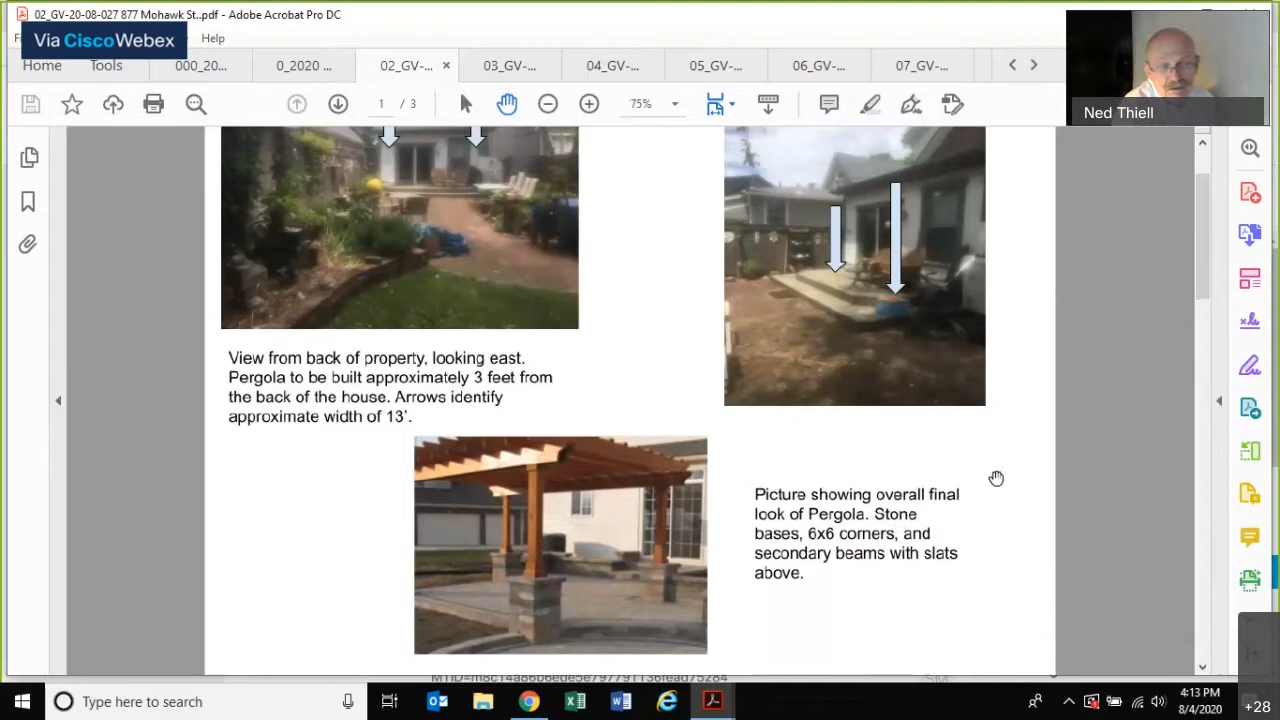 02_GV-20-08-027 877 Mohawk St..pdf - Adobe Acrobat Pro DC
Via CiscoWebex
Help
Home Tools 000_20... 0_2020 ... 02_GV-... × 03_GV-... 04_GV-... 05_GV-... 06_GV-... 07_GV-...
1 / 3 75%
Ned Thiell
View from back of property, looking east.
Pergola to be built approximately 3 feet from
the back of the house. Arrows identify
approximate width of 13'.
Picture showing overall final
look of Pergola. Stone
bases, 6x6 corners, and
secondary beams with slats
above.
Type here to search
4:13 PM
8/4/2020
+28